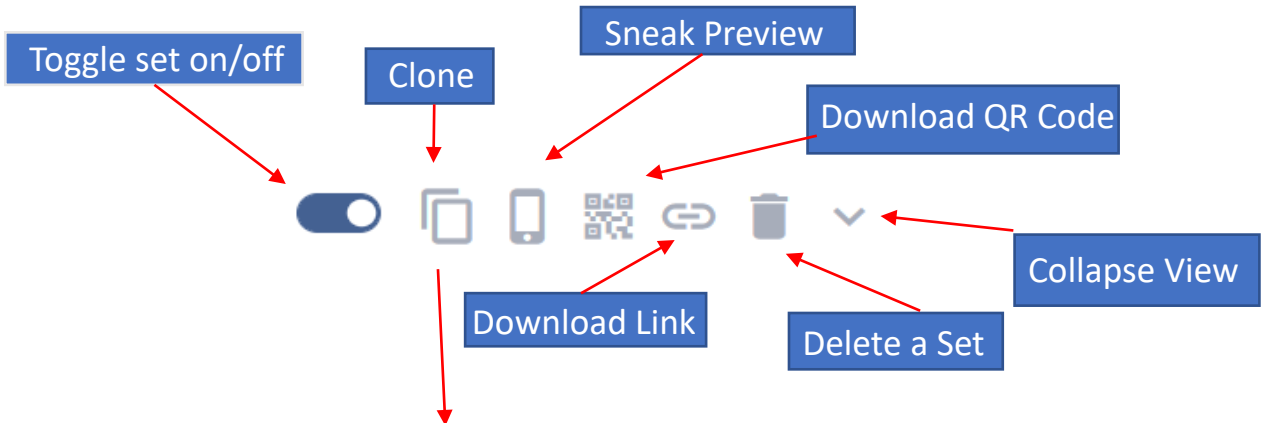 Sneak Preview
Toggle set on/off
Clone
Download QR Code
Collapse View
Download Link
Delete a Set